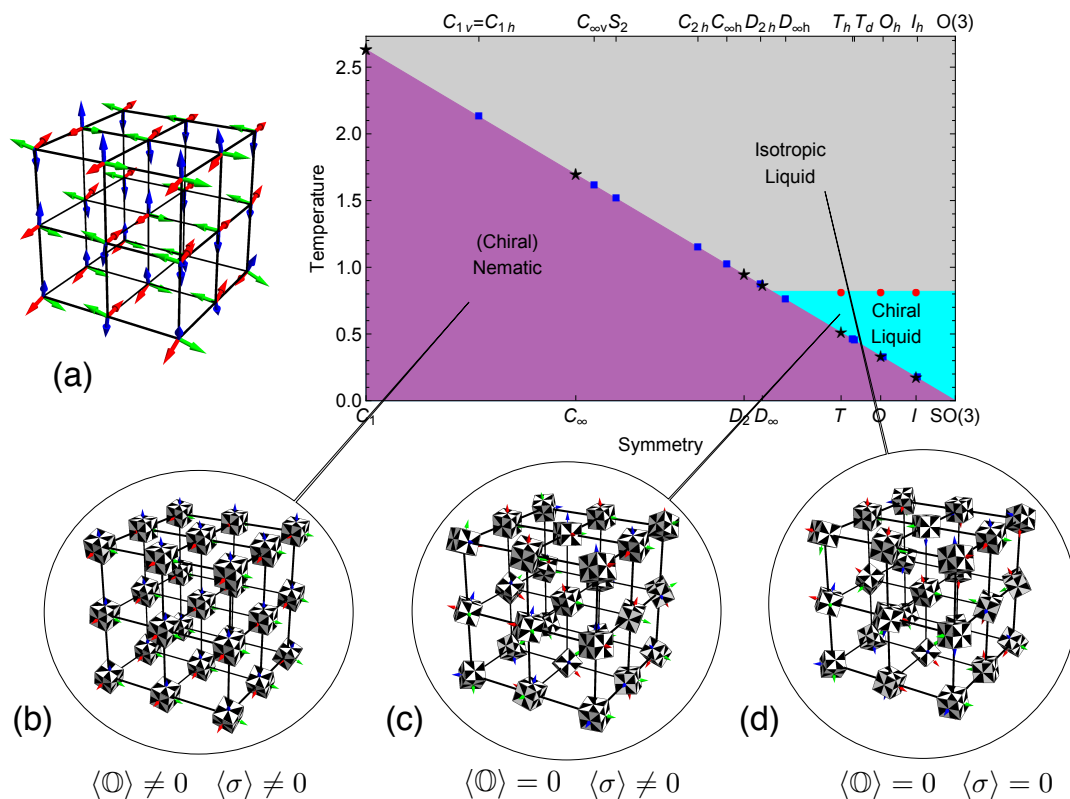 C₁ᵥ=C₁ₕ C∞ᵥ S₂ C₂ₕ C∞ₕ D₂ₕ D∞ₕ Tₕ T_d Oₕ Iₕ O(3)
2.5
2.0
1.5
1.0
0.5
0.0
Temperature
Isotropic
Liquid
(Chiral)
Nematic
Chiral
Liquid
C₁ C∞ D₂ D∞ T O I SO(3)
Symmetry
(a)
(b)
(c)
(d)
⟨𝕆⟩ ≠ 0 ⟨σ⟩ ≠ 0
⟨𝕆⟩ = 0 ⟨σ⟩ ≠ 0
⟨𝕆⟩ = 0 ⟨σ⟩ = 0